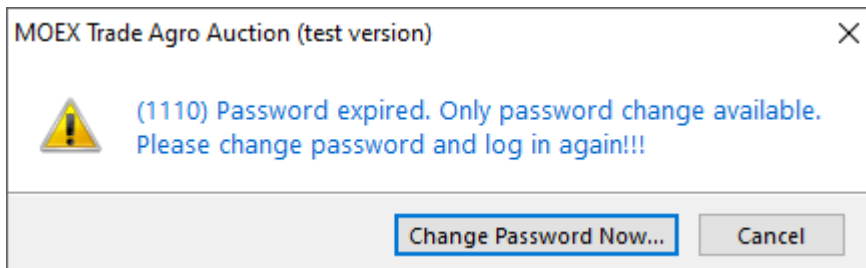 MOEX Trade Agro Auction (test version)
(1110) Password expired. Only password change available.
Please change password and log in again!!!
Change Password Now...
Cancel